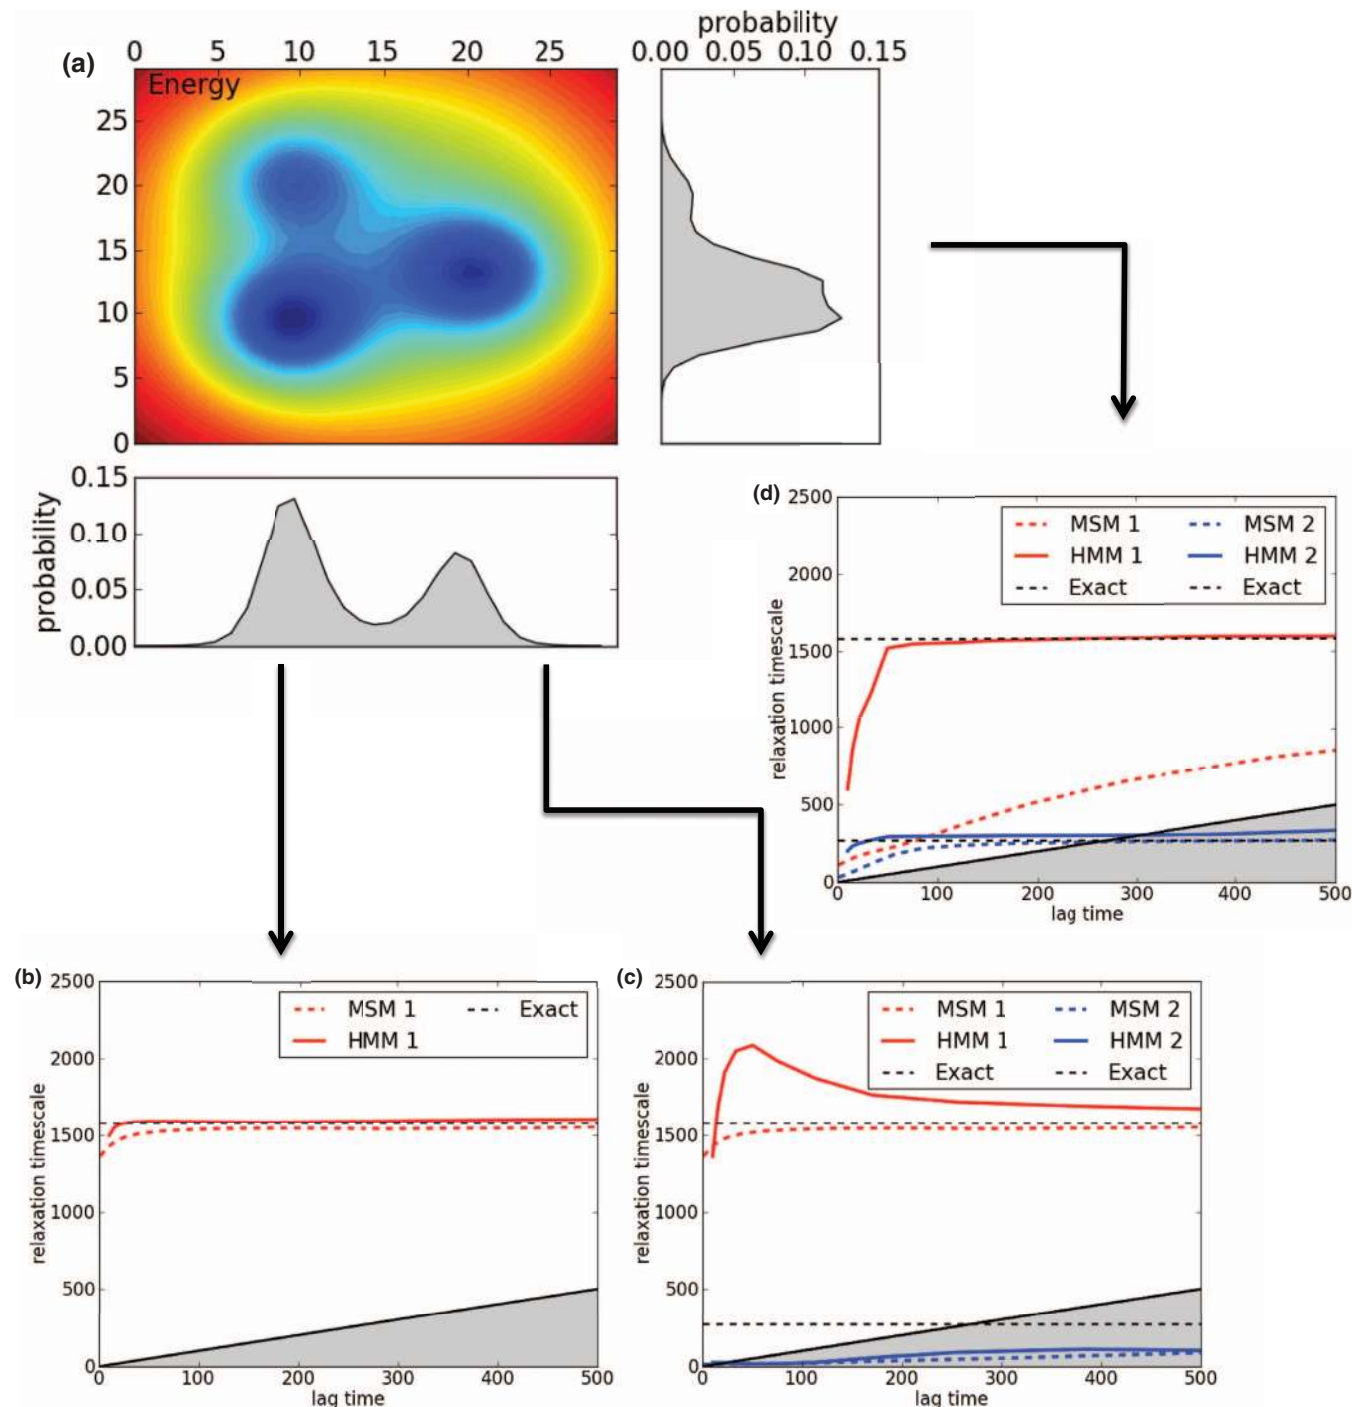 (a)
0 5 10 15 20 25
Energy
25
20
15
10
5
0
probability
0.00 0.05 0.10 0.15
probability
0.15
0.10
0.05
0.00
(d)
2500
2000
1500
1000
500
0
relaxation timescale
MSM 1 MSM 2
HMM 1 HMM 2
Exact Exact
0 100 200 300 400 500
lag time
(b)
2500
2000
1500
1000
500
0
relaxation timescale
MSM 1 Exact
HMM 1
0 100 200 300 400 500
lag time
(c)
2500
2000
1500
1000
500
0
relaxation timescale
MSM 1 MSM 2
HMM 1 HMM 2
Exact Exact
0 100 200 300 400 500
lag time